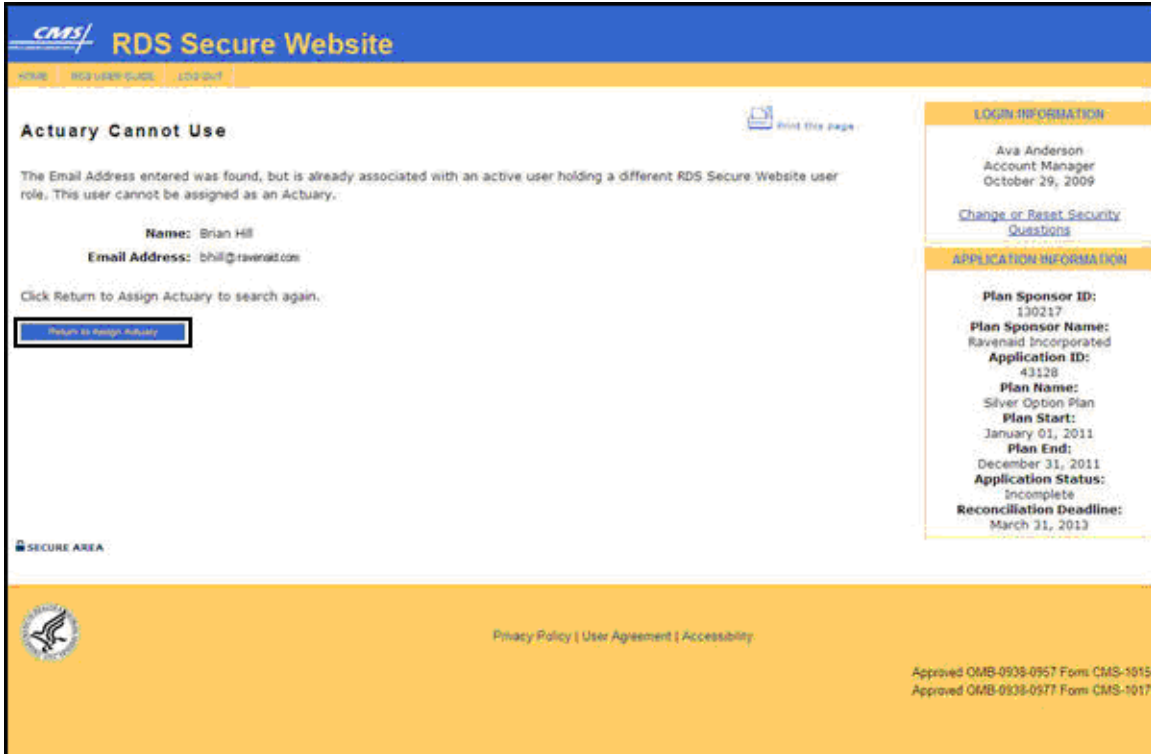 CMS/ RDS Secure Website
HOME RDS USER GUIDE LOG OUT
Actuary Cannot Use
Print this page
The Email Address entered was found, but is already associated with an active user holding a different RDS Secure Website user
role. This user cannot be assigned as an Actuary.
Name: Brian Hill
Email Address: bhill@ravenaid.com
Click Return to Assign Actuary to search again.
Return to Assign Actuary
SECURE AREA
LOGIN INFORMATION
Ava Anderson
Account Manager
October 29, 2009
Change or Reset Security
Questions
APPLICATION INFORMATION
Plan Sponsor ID:
130217
Plan Sponsor Name:
Ravenaid Incorporated
Application ID:
43128
Plan Name:
Silver Option Plan
Plan Start:
January 01, 2011
Plan End:
December 31, 2011
Application Status:
Incomplete
Reconciliation Deadline:
March 31, 2013
Privacy Policy | User Agreement | Accessibility
Approved OMB-0938-0957 Form CMS-1015
Approved OMB-0938-0977 Form CMS-1017